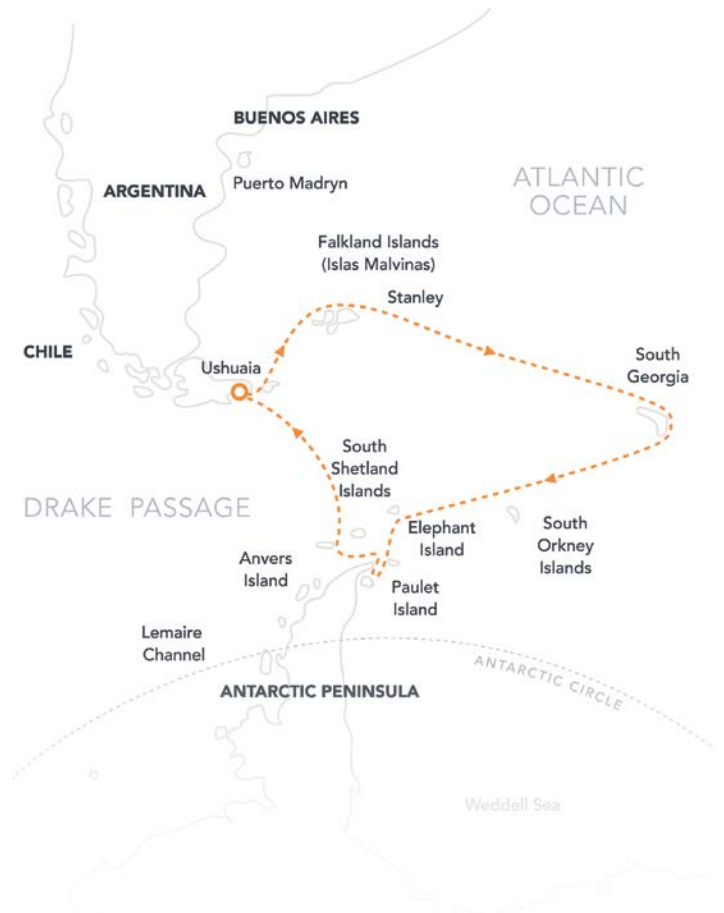 BUENOS AIRES
Puerto Madryn
ARGENTINA
ATLANTIC
OCEAN
Falkland Islands
(Islas Malvinas)
Stanley
CHILE
Ushuaia
South
Georgia
South
Shetland
Islands
DRAKE PASSAGE
Elephant
Island
South
Orkney
Islands
Anvers
Island
Paulet
Island
Lemaire
Channel
ANTARCTIC CIRCLE
ANTARCTIC PENINSULA
Weddell Sea